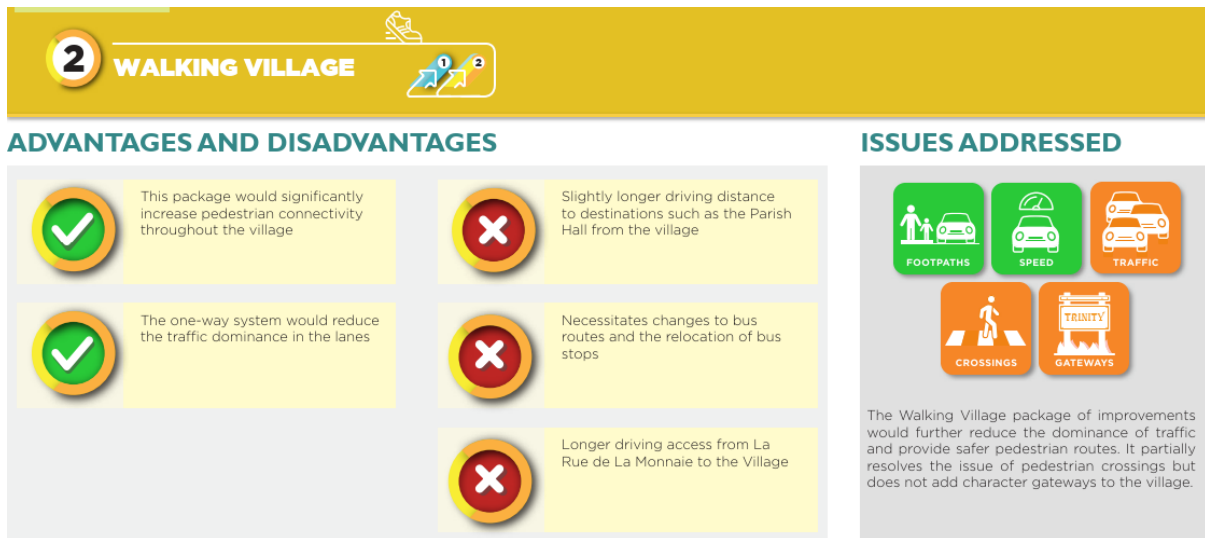 2
WALKING VILLAGE
1
2
ADVANTAGES AND DISADVANTAGES
This package would significantly
increase pedestrian connectivity
throughout the village
The one-way system would reduce
the traffic dominance in the lanes
Slightly longer driving distance
to destinations such as the Parish
Hall from the village
Necessitates changes to bus
routes and the relocation of bus
stops
Longer driving access from La
Rue de La Monnaie to the Village
ISSUES ADDRESSED
FOOTPATHS
SPEED
TRAFFIC
CROSSINGS
TRINITY
GATEWAYS
The Walking Village package of improvements
would further reduce the dominance of traffic
and provide safer pedestrian routes. It partially
resolves the issue of pedestrian crossings but
does not add character gateways to the village.